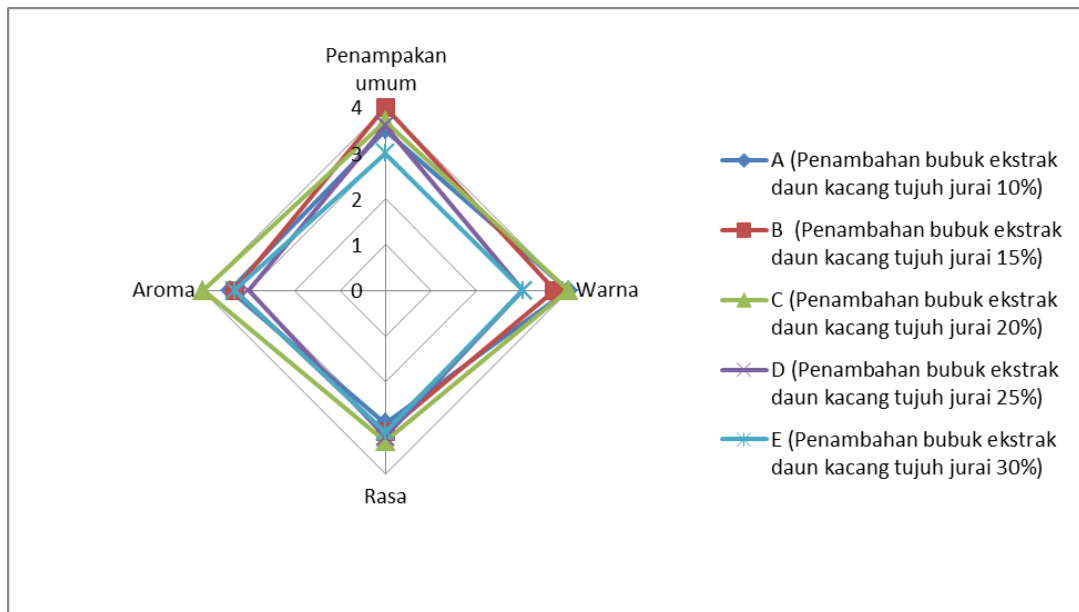 Penampakan
umum
4
3
2
1
0
Aroma
Warna
Rasa
A (Penambahan bubuk ekstrak
daun kacang tujuh jurai 10%)
B (Penambahan bubuk ekstrak
daun kacang tujuh jurai 15%)
C (Penambahan bubuk ekstrak
daun kacang tujuh jurai 20%)
D (Penambahan bubuk ekstrak
daun kacang tujuh jurai 25%)
E (Penambahan bubuk ekstrak
daun kacang tujuh jurai 30%)